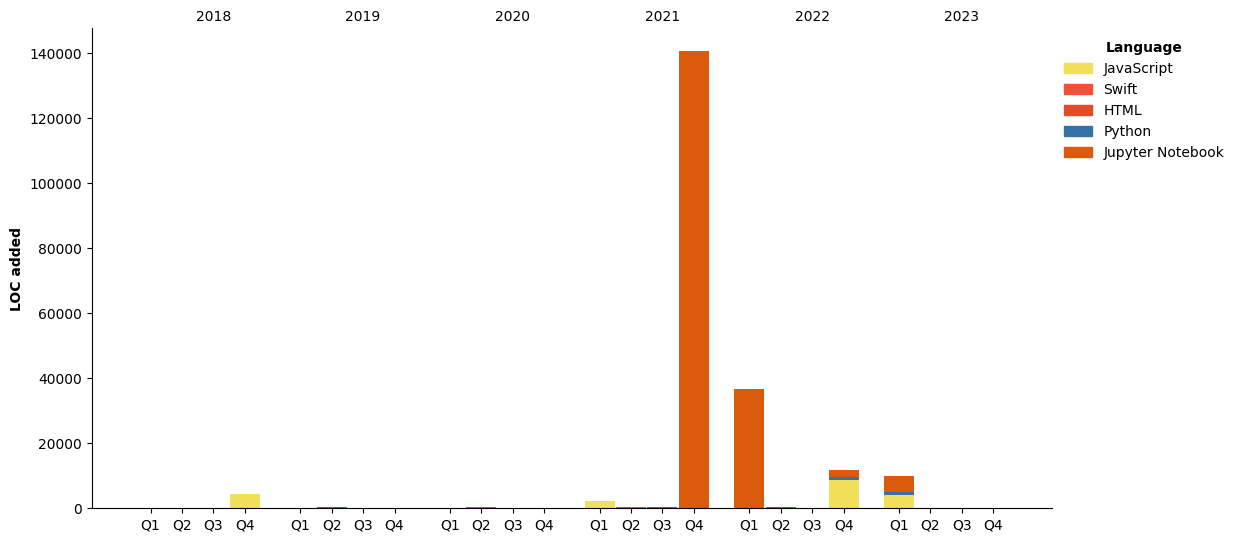 2018 2019 2020 2021 2022 2023
Language
JavaScript
Swift
HTML
Python
Jupyter Notebook
LOC added
140000
120000
100000
80000
60000
40000
20000
0
Q1 Q2 Q3 Q4 Q1 Q2 Q3 Q4 Q1 Q2 Q3 Q4 Q1 Q2 Q3 Q4 Q1 Q2 Q3 Q4 Q1 Q2 Q3 Q4